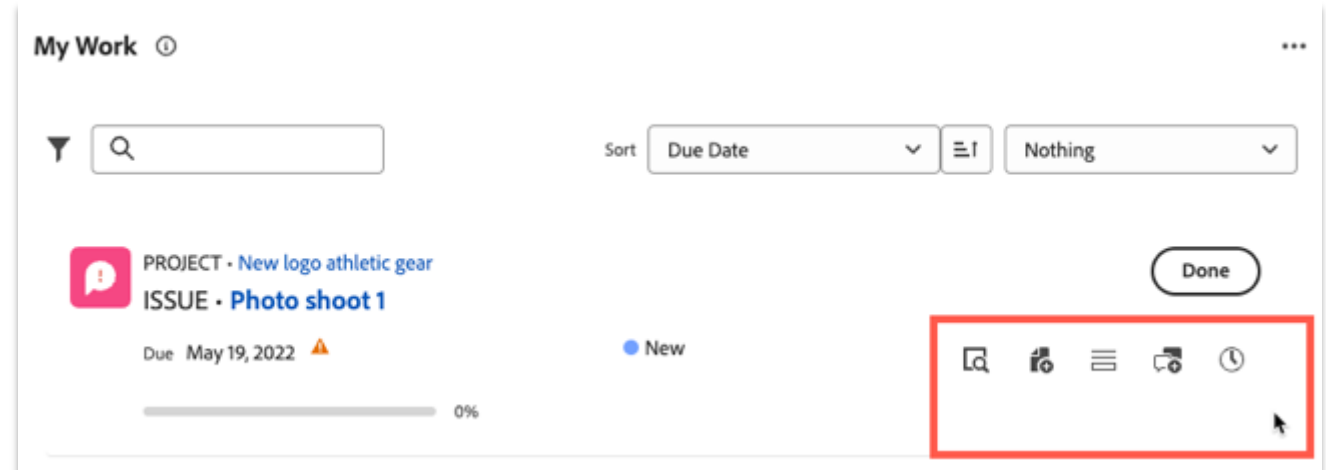 My Work
Sort Due Date Nothing
PROJECT • New logo athletic gear
Done
ISSUE • Photo shoot 1
Due May 19, 2022 New
0%